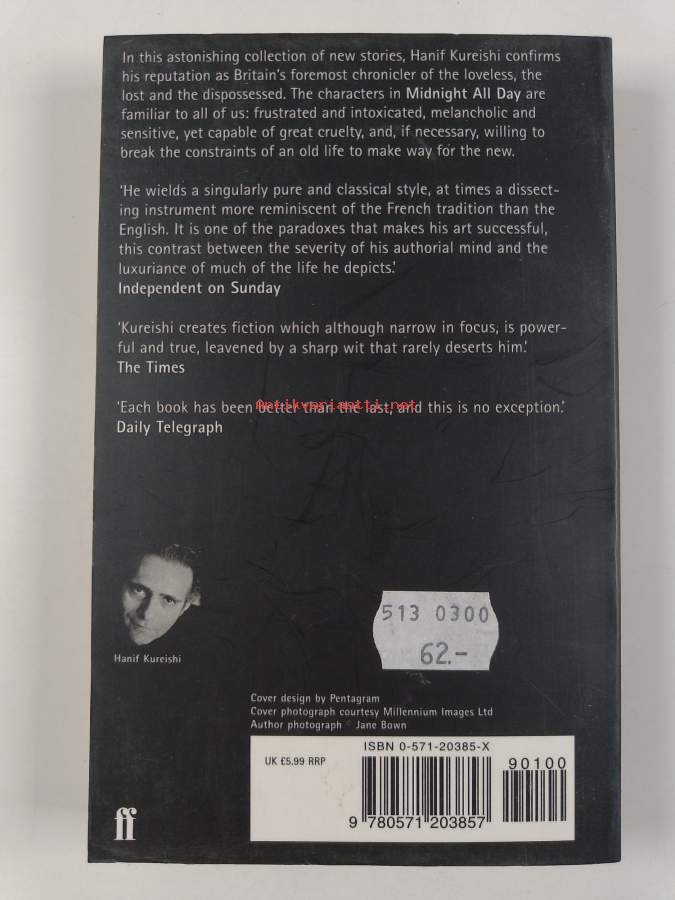 In this astonishing collection of new stories, Hanif Kureishi confirms
his reputation as Britain's foremost chronicler of the loveless, the
lost and the dispossessed. The characters in Midnight All Day are
familiar to all of us: frustrated and intoxicated, melancholic and
sensitive, yet capable of great cruelty, and, if necessary, willing to
break the constraints of an old life to make way for the new.
'He wields a singularly pure and classical style, at times a dissect-
ing instrument more reminiscent of the French tradition than the
English. It is one of the paradoxes that makes his art successful,
this contrast between the severity of his authorial mind and the
luxuriance of much of the life he depicts.'
Independent on Sunday
'Kureishi creates fiction which although narrow in focus, is power-
ful and true, leavened by a sharp wit that rarely deserts him.'
The Times
'Each book has been better than the last, and this is no exception.'
Antikvariantti.net
Daily Telegraph
513 0300
62.-
Hanif Kureishi
Cover design by Pentagram
Cover photograph courtesy Millennium Images Ltd
Author photograph © Jane Bown
ISBN 0-571-20385-X
UK £5.99 RRP
90100
9 780571 203857
ff